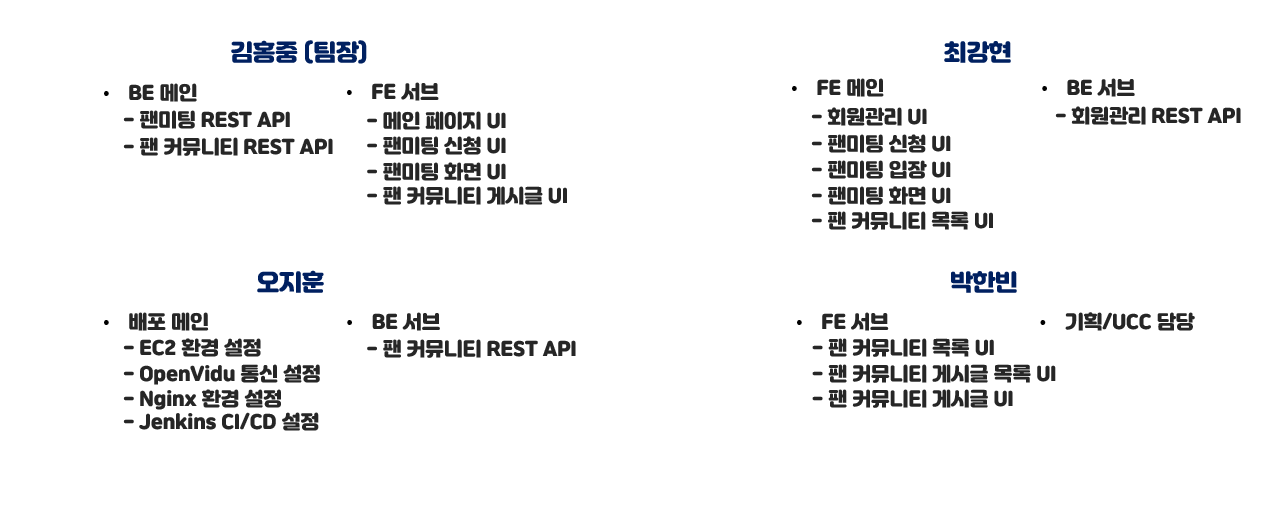 김홍중 (팀장)
• BE 메인
- 팬미팅 REST API
- 팬 커뮤니티 REST API
• FE 서브
- 메인 페이지 UI
- 팬미팅 신청 UI
- 팬미팅 화면 UI
- 팬 커뮤니티 게시글 UI
최강현
• FE 메인
- 회원관리 UI
- 팬미팅 신청 UI
- 팬미팅 입장 UI
- 팬미팅 화면 UI
- 팬 커뮤니티 목록 UI
• BE 서브
- 회원관리 REST API
오지훈
• 배포 메인
- EC2 환경 설정
- OpenVidu 통신 설정
- Nginx 환경 설정
- Jenkins CI/CD 설정
• BE 서브
- 팬 커뮤니티 REST API
박한빈
• FE 서브
- 팬 커뮤니티 목록 UI
- 팬 커뮤니티 게시글 목록 UI
- 팬 커뮤니티 게시글 UI
• 기획/UCC 담당